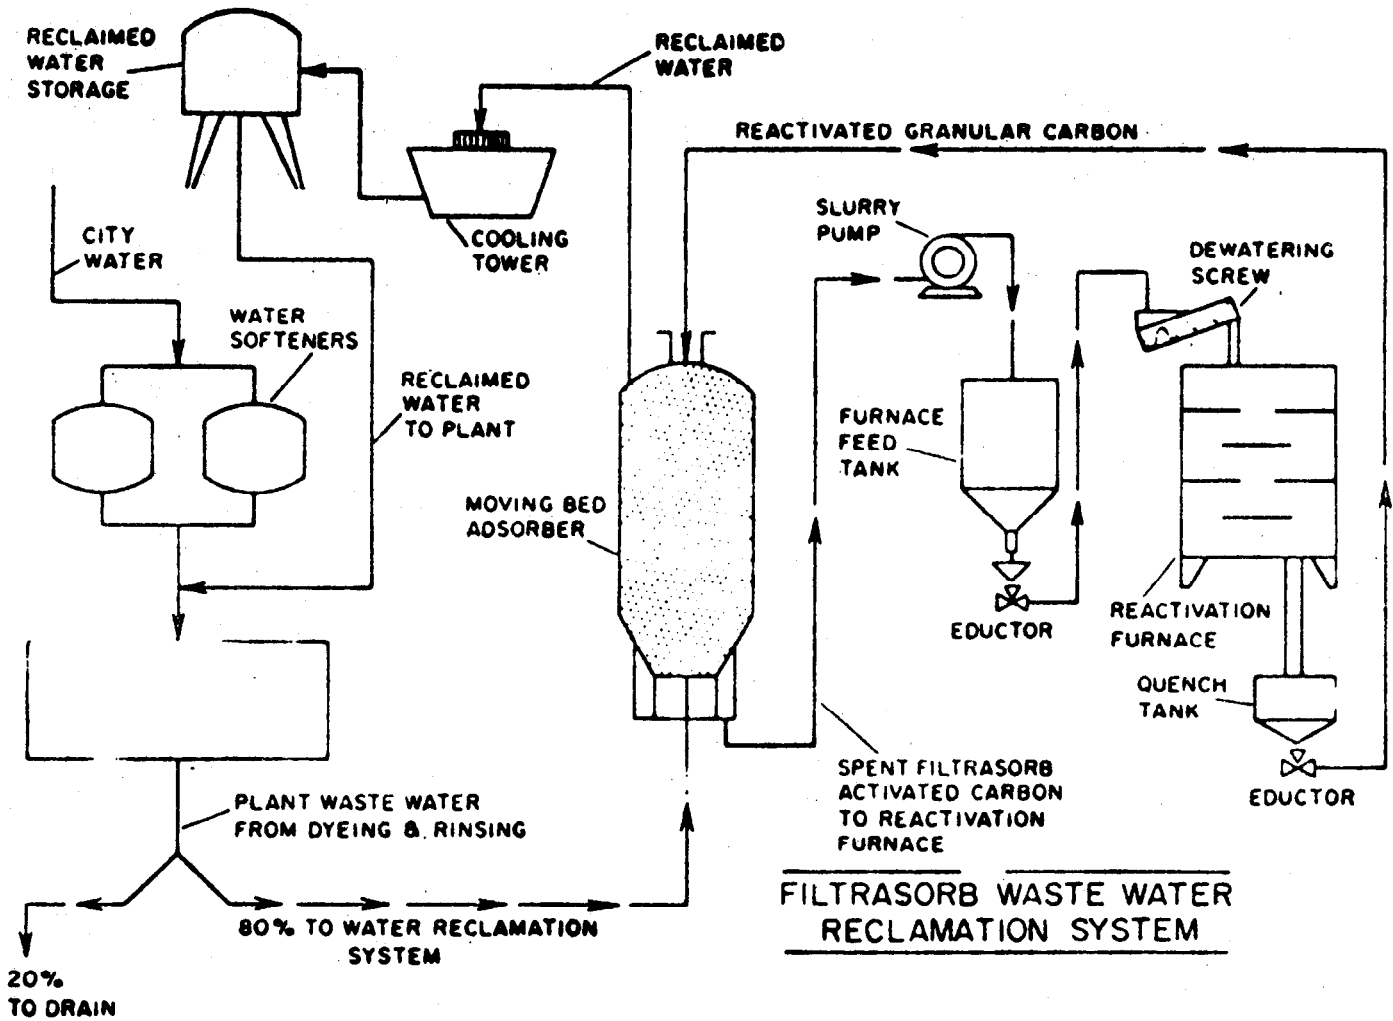 RECLAIMED
WATER
STORAGE
RECLAIMED
WATER
REACTIVATED GRANULAR CARBON
COOLING
TOWER
SLURRY
PUMP
DEWATERING
SCREW
CITY
WATER
WATER
SOFTENERS
RECLAIMED
WATER
TO PLANT
FURNACE
FEED
TANK
MOVING BED
ADSORBER
EDUCTOR
REACTIVATION
FURNACE
QUENCH
TANK
EDUCTOR
SPENT FILTRASORB
ACTIVATED CARBON
TO REACTIVATION
FURNACE
PLANT WASTE WATER
FROM DYEING & RINSING
80% TO WATER RECLAMATION
SYSTEM
20%
TO DRAIN
FILTRASORB WASTE WATER
RECLAMATION SYSTEM